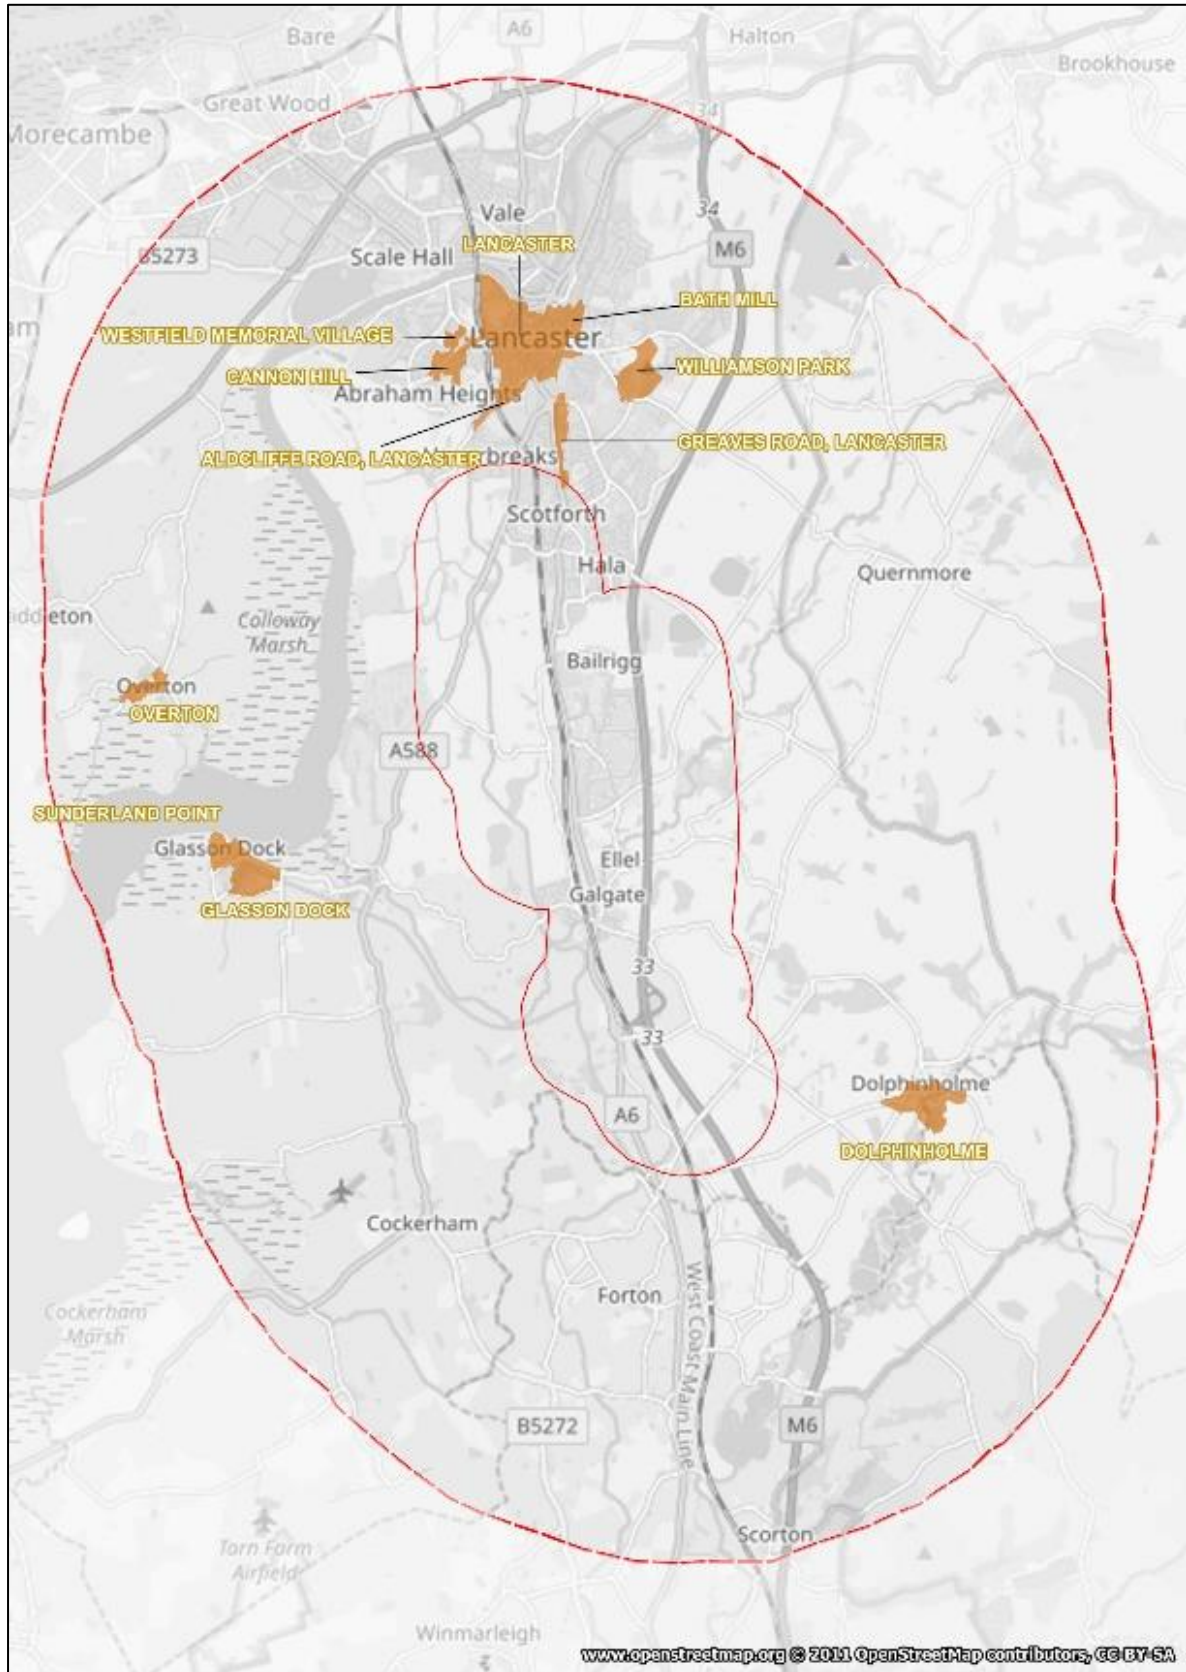 A6
Bare
Halton
Brookhouse
Great Wood
Morecambe
34
Vale
34
LANCASTER
B5273
Scale Hall
M6
BATH MILL
WESTFIELD MEMORIAL VILLAGE
Lancaster
CANNON HILL
WILLIAMSON PARK
Abraham Heights
GREAVES ROAD, LANCASTER
ALDCLIFFE ROAD, LANCASTER
rbreaks
Scotforth
Hala
Quernmore
ddleton
Colloway
Marsh
Bailrigg
Overton
OVERTON
A588
SUNDERLAND POINT
Glasson Dock
Ellel
Galgate
GLASSON DOCK
33
33
Dolphinholme
A6
DOLPHINHOLME
Cockerham
Forton
Cockerham
Marsh
West Coast Main Line
B5272
M6
Scorton
Tarn Farm
Airfield
Winmarleigh
www.openstreetmap.org © 2011 OpenStreetMap contributors, CC-BY-SA